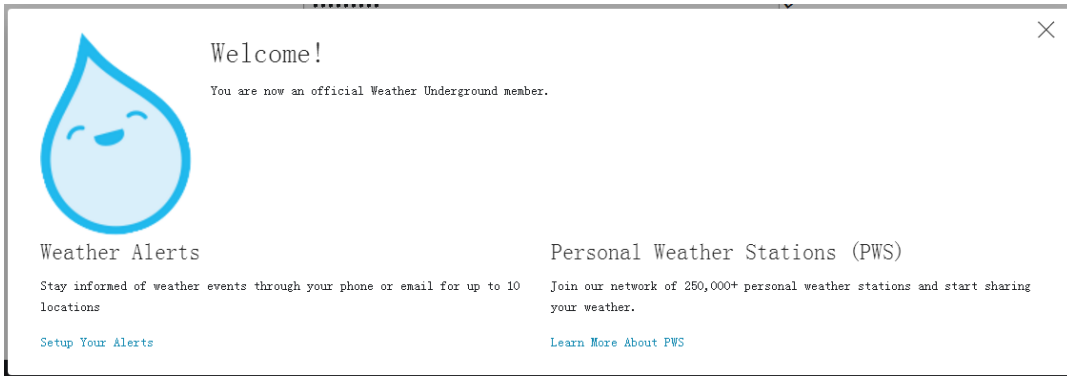 Welcome!
You are now an official Weather Underground member.
Weather Alerts
Stay informed of weather events through your phone or email for up to 10
locations
Setup Your Alerts
Personal Weather Stations (PWS)
Join our network of 250,000+ personal weather stations and start sharing
your weather.
Learn More About PWS